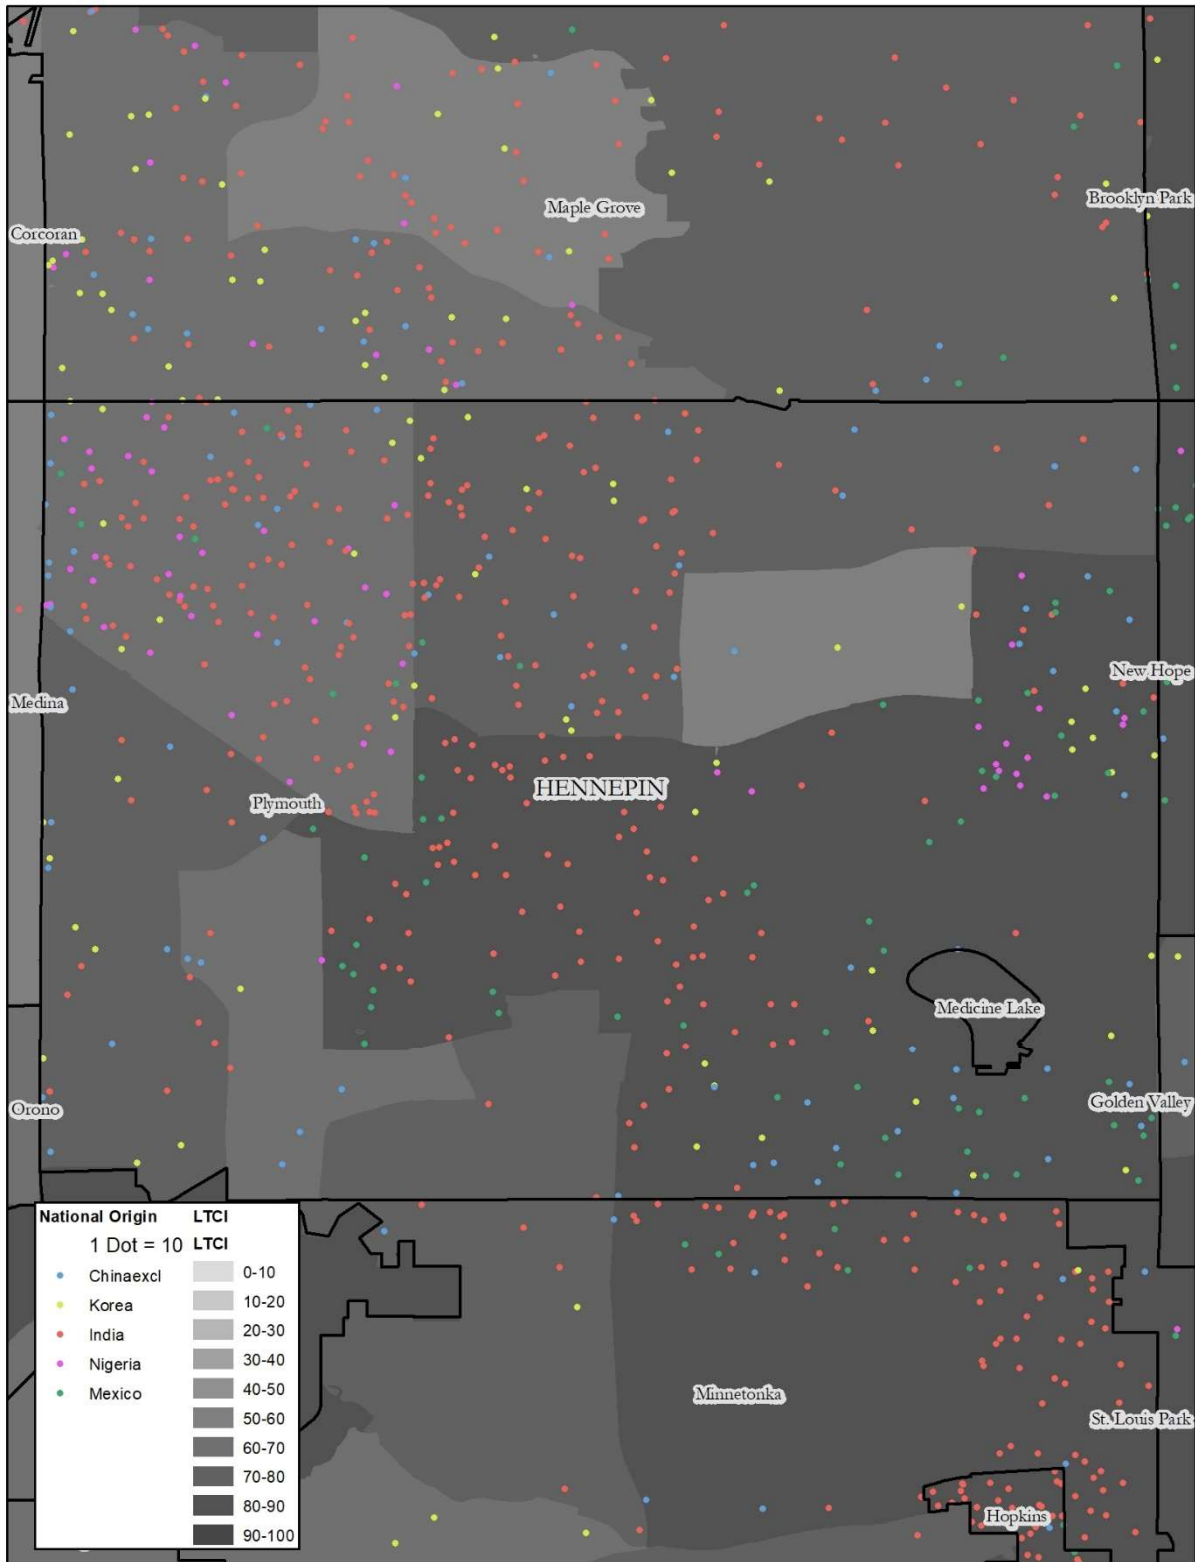 Maple Grove
Brooklyn Park
Corcoran
New Hope
Medina
HENNEPIN
Plymouth
Medicine Lake
Golden Valley
Orono
National Origin LTCI
1 Dot = 10 LTCI
Chinaexcl 0-10
Korea 10-20
India 20-30
Nigeria 30-40
Mexico 40-50
50-60
60-70
70-80
80-90
90-100
Minnetonka
St. Louis Park
Hopkins